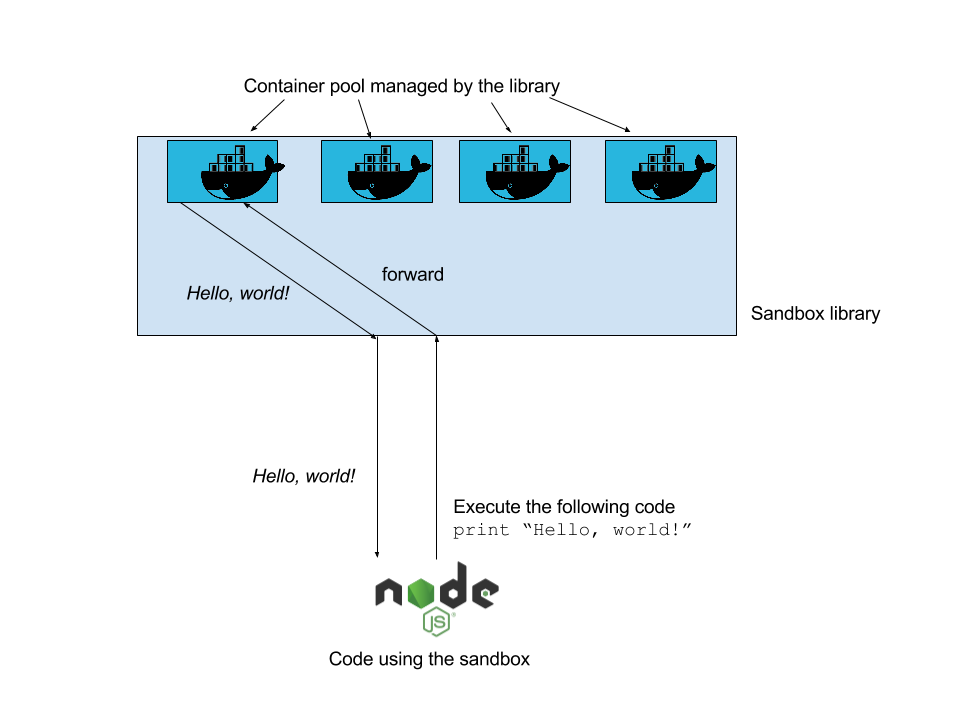 Container pool managed by the library
forward
Hello, world!
Sandbox library
Hello, world!
Execute the following code
print “Hello, world!”
node
JS®
Code using the sandbox